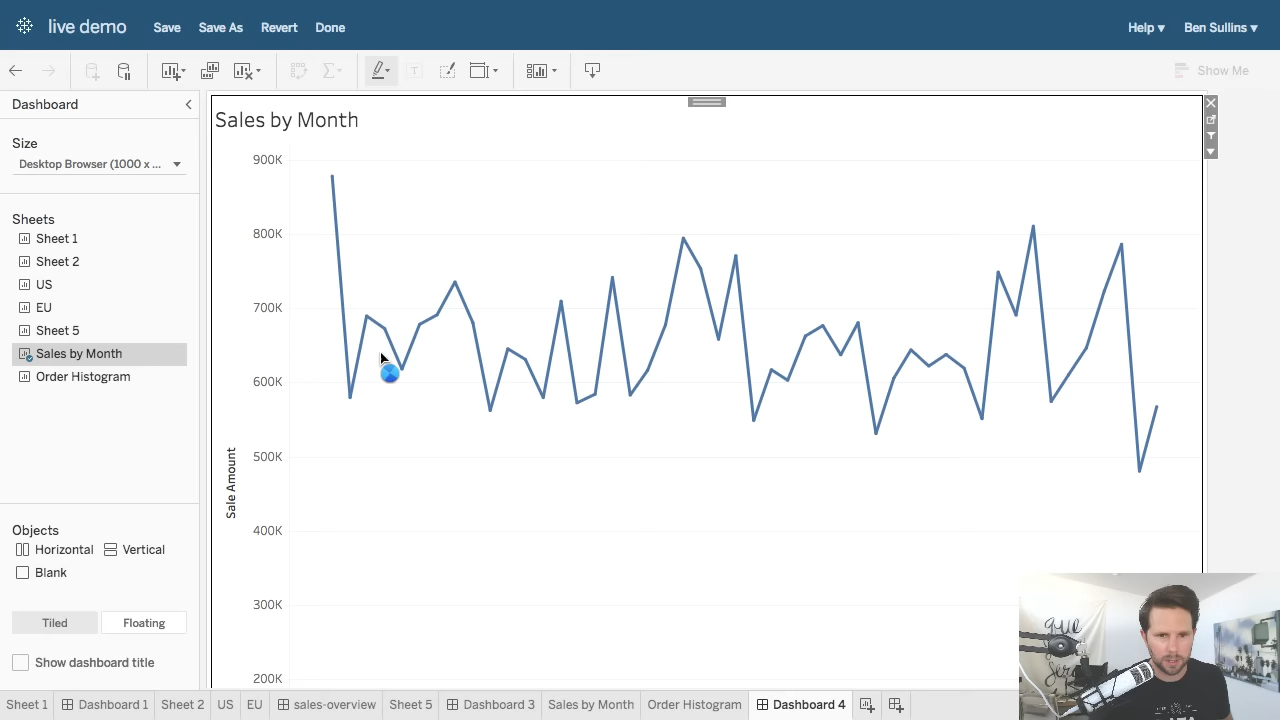 live demo Save Save As Revert Done Help ▾ Ben Sullins ▾
Show Me
Dashboard
Size
Desktop Browser (1000 x ...
Sheets
Sheet 1
Sheet 2
US
EU
Sheet 5
Sales by Month
Order Histogram
Objects
Horizontal Vertical
Blank
Tiled Floating
Show dashboard title
Sales by Month
900K
800K
700K
600K
500K
400K
300K
200K
Sale Amount
que
Sheet 1 Dashboard 1 Sheet 2 US EU sales-overview Sheet 5 Dashboard 3 Sales by Month Order Histogram Dashboard 4